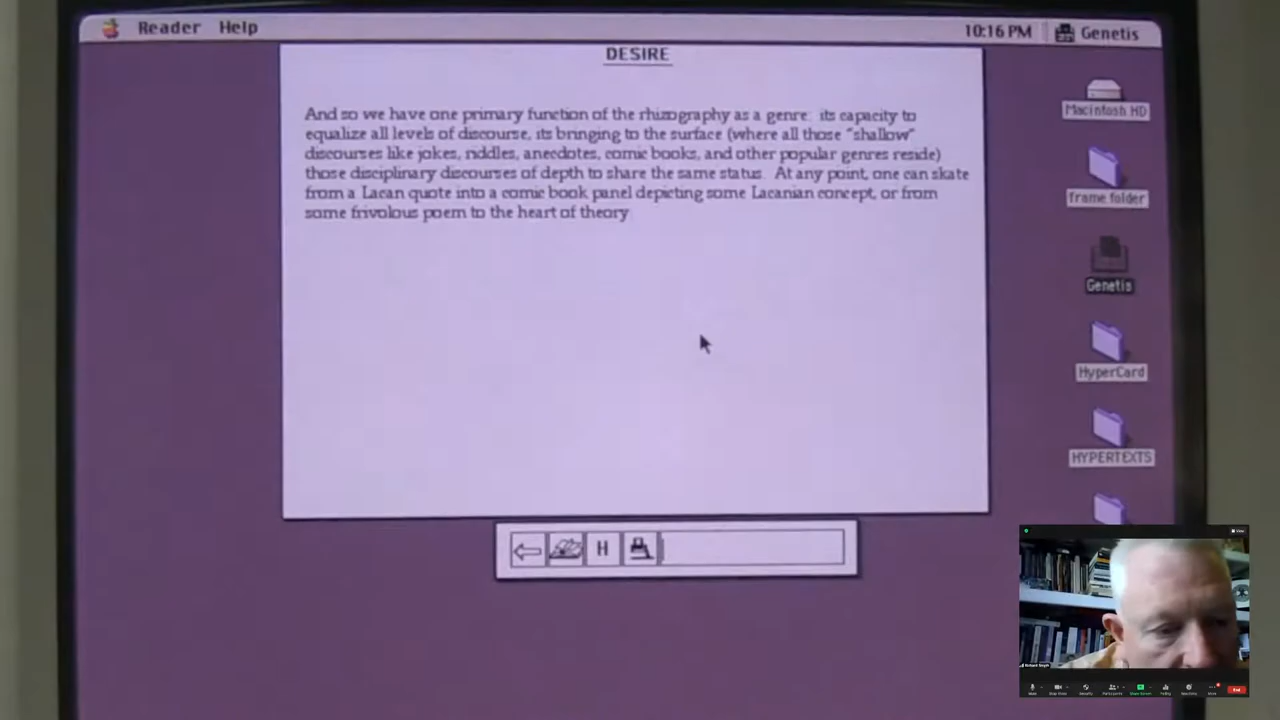 Reader Help
10:16 PM Genetis
DESIRE
And so we have one primary function of the rhizography as a genre: its capacity to
equalize all levels of discourse, its bringing to the surface (where all those "shallow"
discourses like jokes, riddles, anecdotes, comic books, and other popular genres reside)
those disciplinary discourses of depth to share the same status. At any point, one can skate
from a Lacan quote into a comic book panel depicting some Lacanian concept, or from
some frivolous poem to the heart of theory
Macintosh HD
frame folder
Genetis
HyperCard
HYPERTEXTS
H
View
End